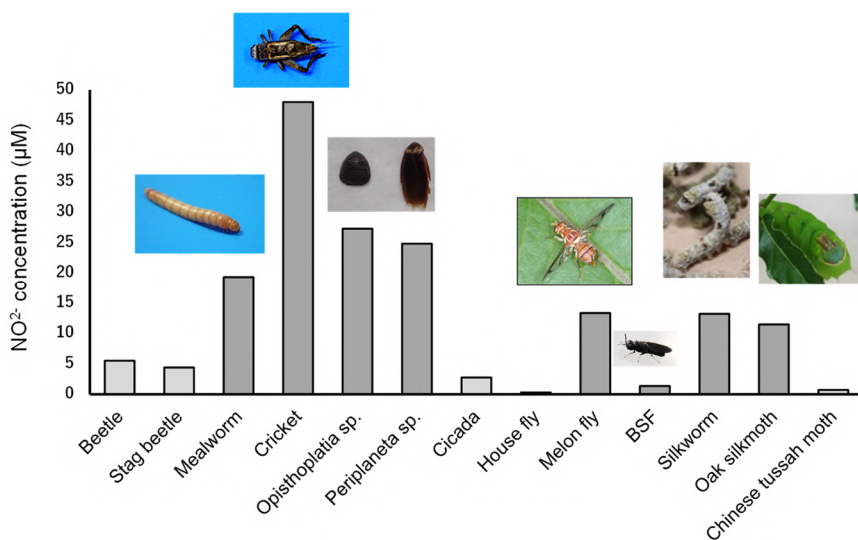 NO²⁻ concentration (µM)
50
45
40
35
30
25
20
15
10
5
0
Beetle
Stag beetle
Mealworm
Cricket
Opisthoplatia sp.
Periplaneta sp.
Cicada
House fly
Melon fly
BSF
Silkworm
Oak silkmoth
Chinese tussah moth